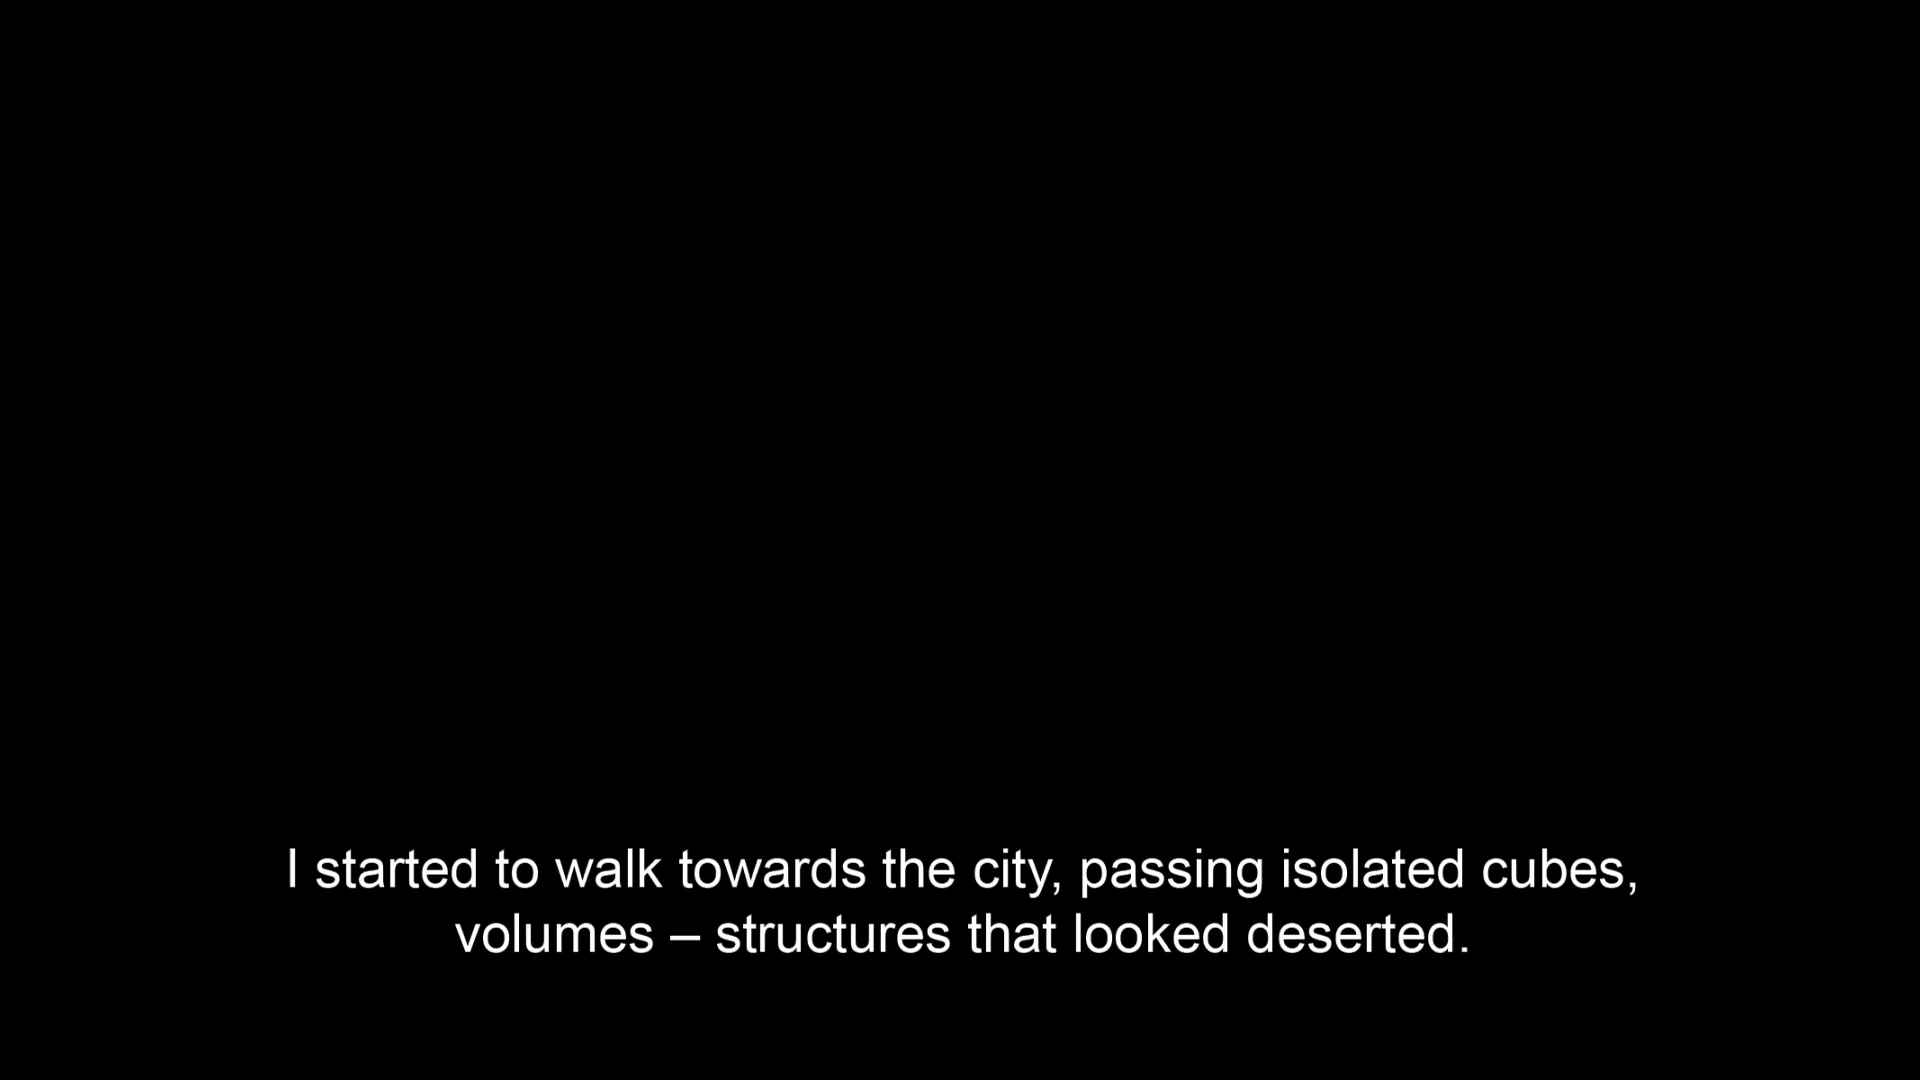 I started to walk towards the city, passing isolated cubes,
volumes – structures that looked deserted.